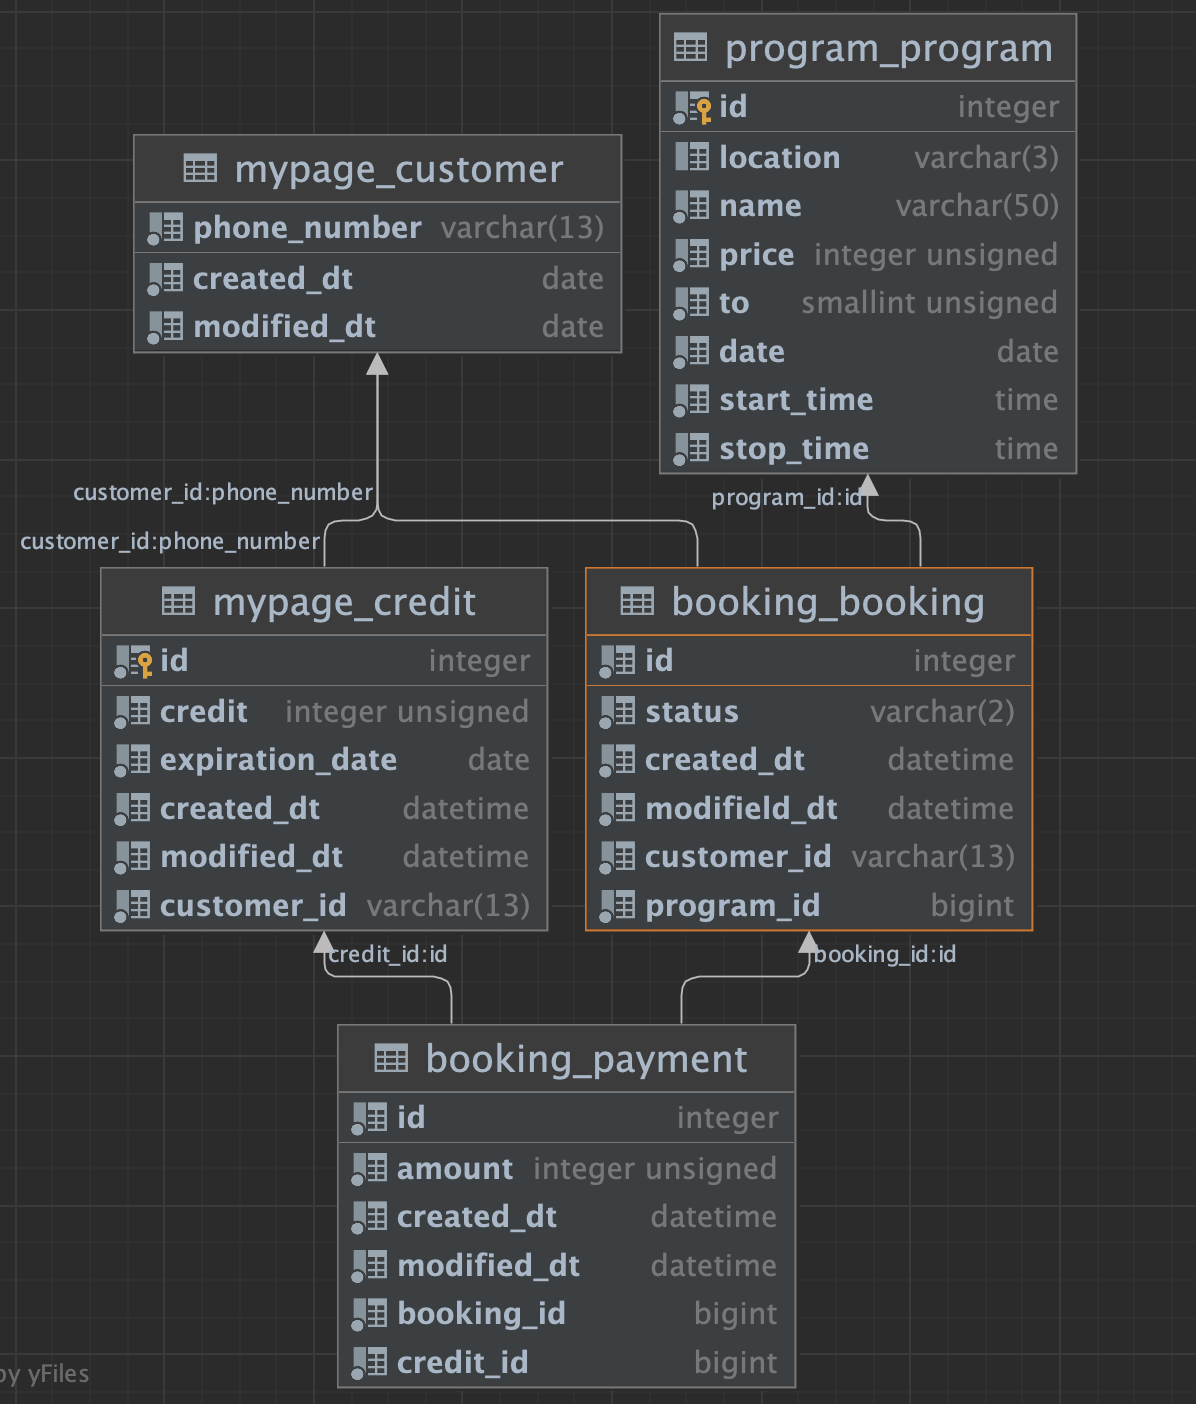 program_program
id integer
location varchar(3)
name varchar(50)
price integer unsigned
to smallint unsigned
date date
start_time time
stop_time time
mypage_customer
phone_number varchar(13)
created_dt date
modified_dt date
customer_id:phone_number
program_id:id
customer_id:phone_number
mypage_credit
id integer
credit integer unsigned
expiration_date date
created_dt datetime
modified_dt datetime
customer_id varchar(13)
booking_booking
id integer
status varchar(2)
created_dt datetime
modifield_dt datetime
customer_id varchar(13)
program_id bigint
credit_id:id
booking_id:id
booking_payment
id integer
amount integer unsigned
created_dt datetime
modified_dt datetime
booking_id bigint
credit_id bigint
by yFiles